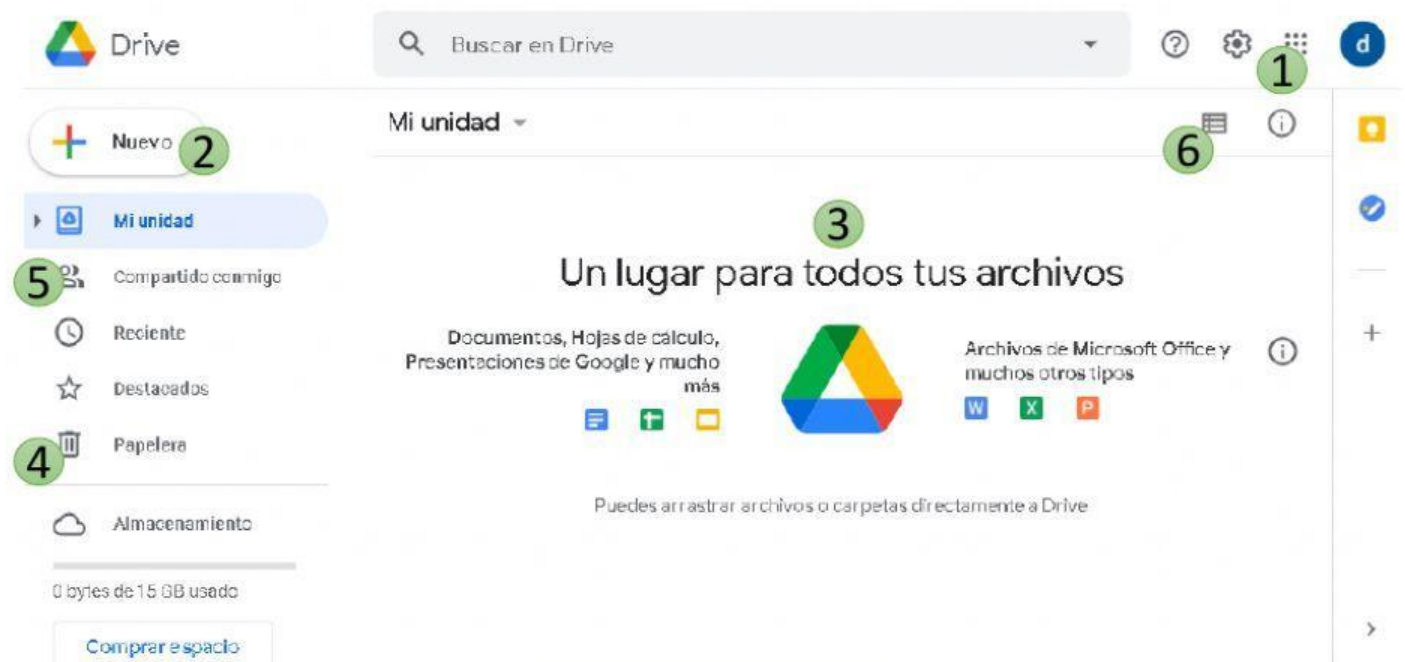 Drive
Buscar en Drive
d
1
Nuevo
2
Mi unidad
6
Mi unidad
3
5
Compartido conmigo
Un lugar para todos tus archivos
Reciente
Documentos, Hojas de cálculo,
Presentaciones de Google y mucho
más
Archivos de Microsoft Office y
muchos otros tipos
W X P
Destacados
4
Papelera
Puedes arrastrar archivos o carpetas directamente a Drive
Almacenamiento
0 bytes de 15 GB usado
Comprar espacio